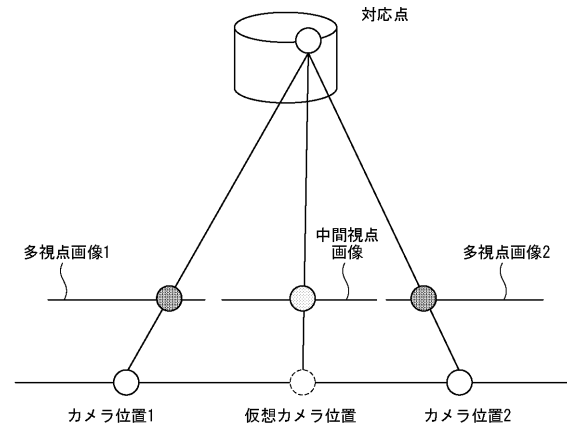 対応点
多視点画像1
中間視点
画像
多視点画像2
カメラ位置1
仮想カメラ位置
カメラ位置2